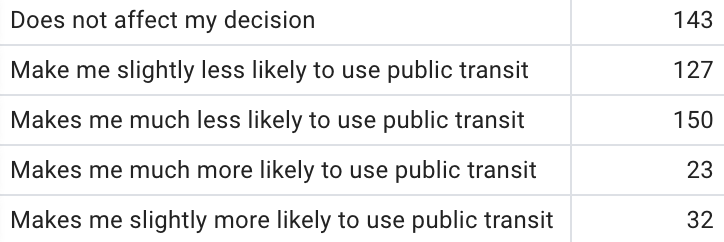 Does not affect my decision 143
Make me slightly less likely to use public transit 127
Makes me much less likely to use public transit 150
Makes me much more likely to use public transit 23
Makes me slightly more likely to use public transit 32